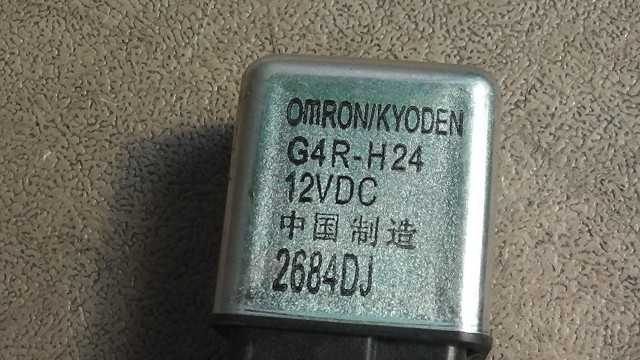 OMRON/KYODEN
G4R-H24
12VDC
中国制造
2684DJ